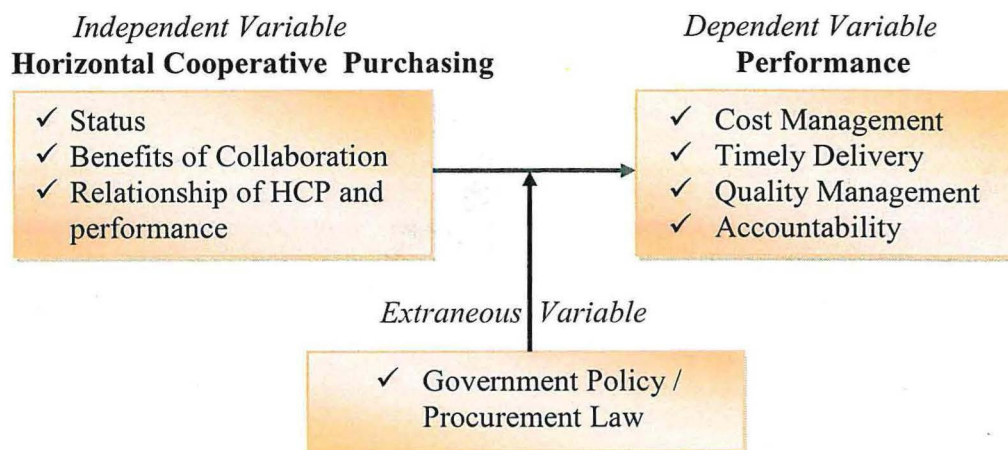 Independent Variable
Horizontal Cooperative Purchasing
✓ Status
✓ Benefits of Collaboration
✓ Relationship of HCP and
performance
Dependent Variable
Performance
✓ Cost Management
✓ Timely Delivery
✓ Quality Management
✓ Accountability
Extraneous Variable
✓ Government Policy /
Procurement Law